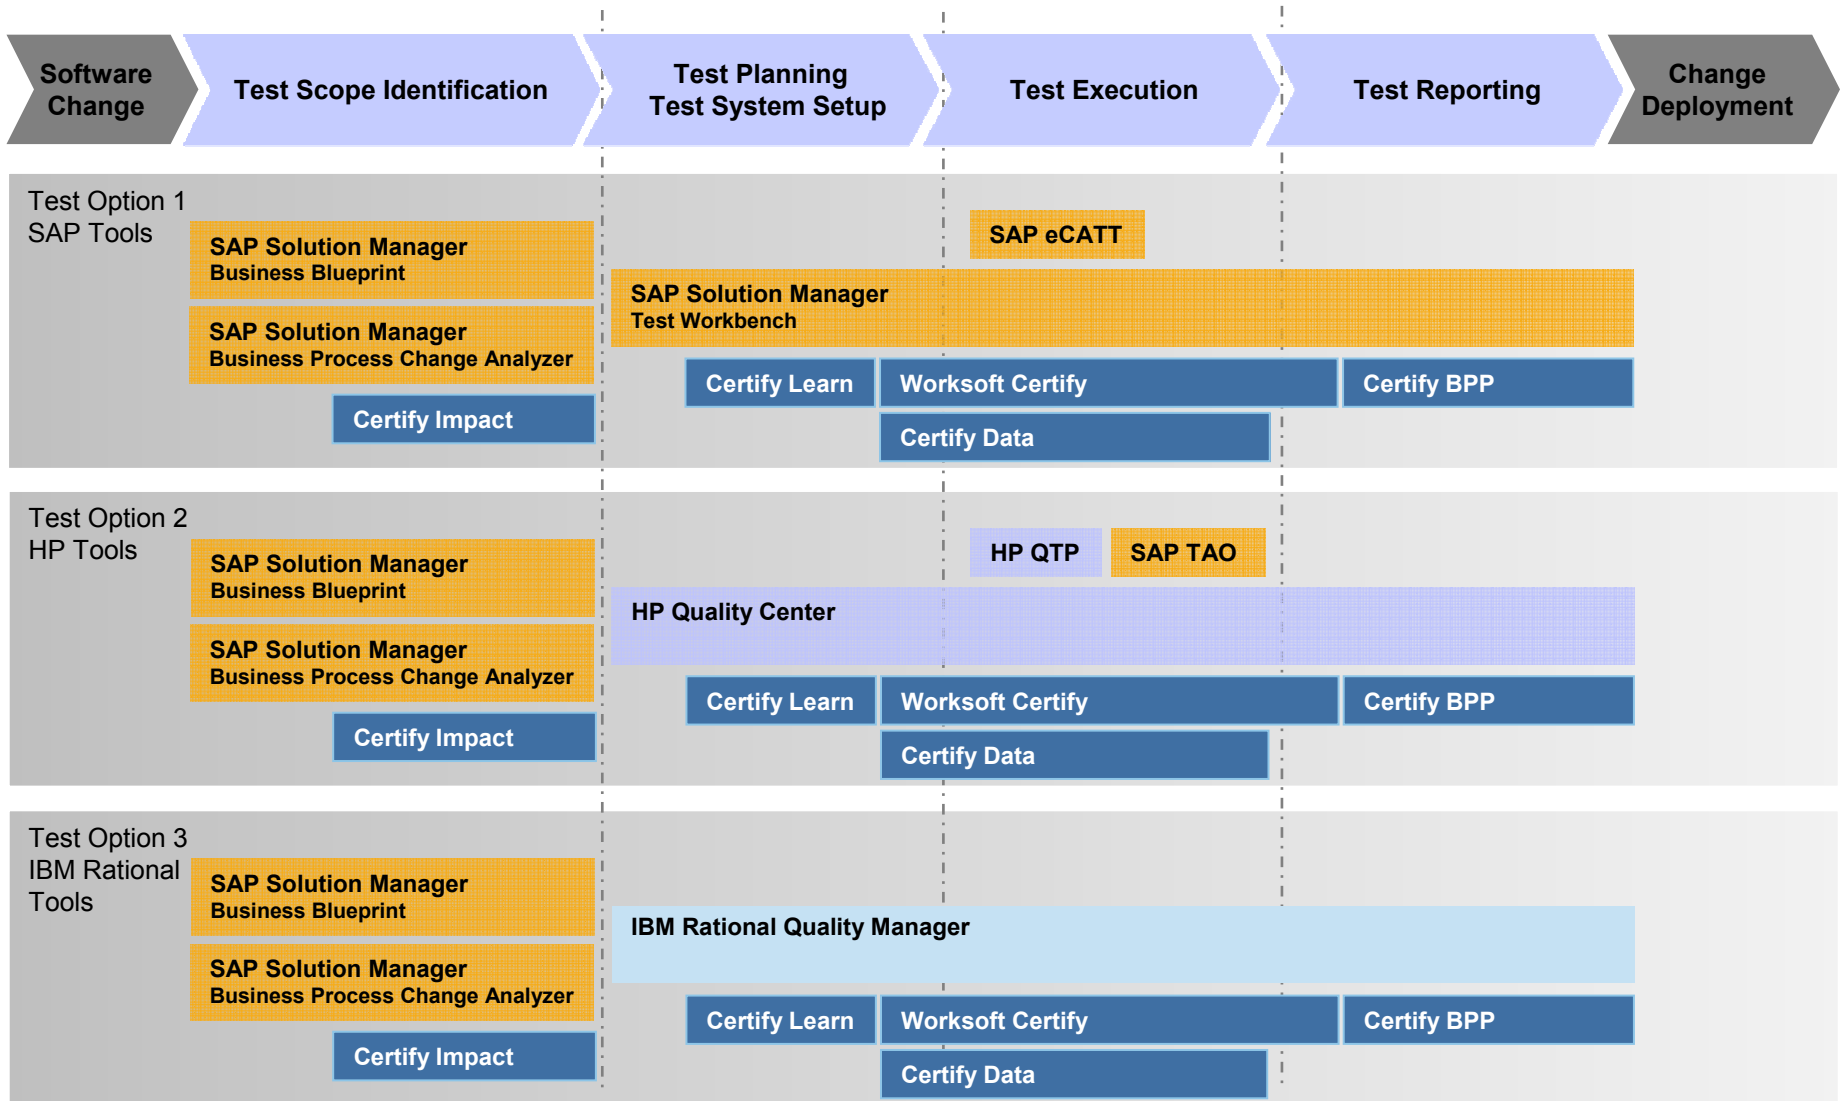 Software
Change
Test Scope Identification
Test Planning
Test System Setup
Test Execution
Test Reporting
Change
Deployment
Test Option 1
SAP Tools
SAP Solution Manager
Business Blueprint
SAP Solution Manager
Business Process Change Analyzer
Certify Impact
SAP eCATT
SAP Solution Manager
Test Workbench
Certify Learn
Worksoft Certify
Certify BPP
Certify Data
Test Option 2
HP Tools
SAP Solution Manager
Business Blueprint
SAP Solution Manager
Business Process Change Analyzer
Certify Impact
HP QTP
SAP TAO
HP Quality Center
Certify Learn
Worksoft Certify
Certify BPP
Certify Data
Test Option 3
IBM Rational
Tools
SAP Solution Manager
Business Blueprint
SAP Solution Manager
Business Process Change Analyzer
Certify Impact
IBM Rational Quality Manager
Certify Learn
Worksoft Certify
Certify BPP
Certify Data